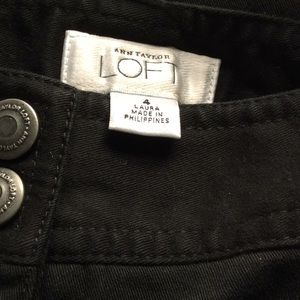 ANN TAYLOR
LOFT
4
LAURA
MADE IN
PHILIPPINES